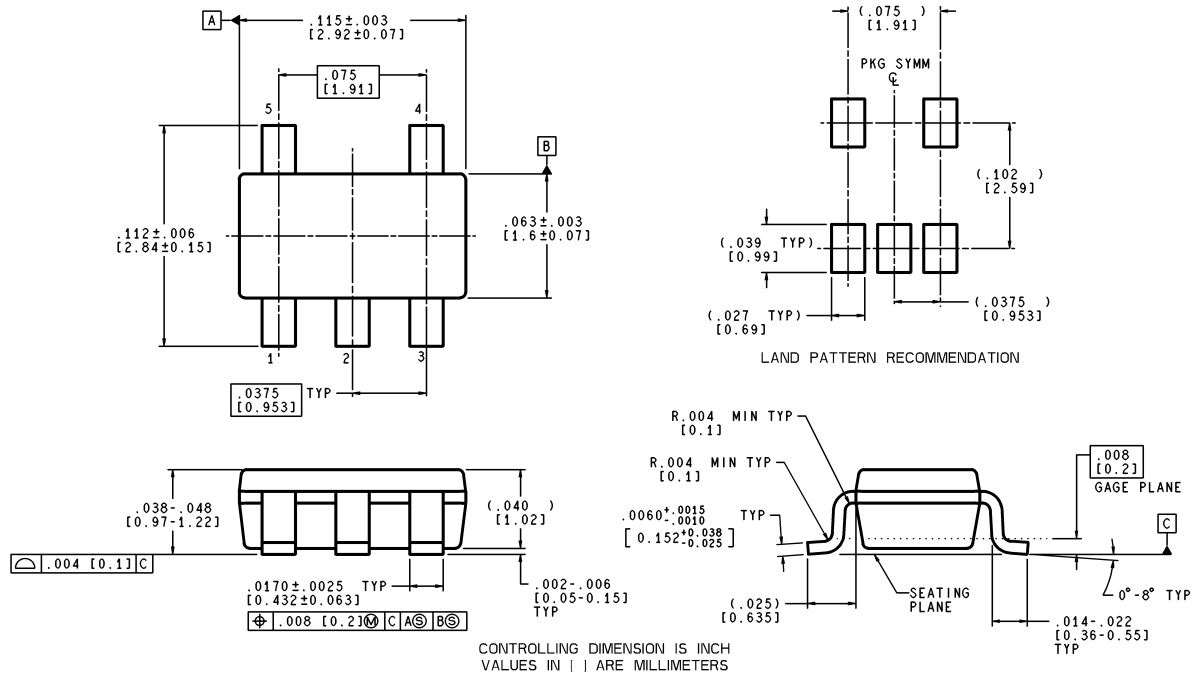 A
.115±.003
[2.92±0.07]
.075
[1.91]
5
4
B
.112±.006
[2.84±0.15]
.063±.003
[1.6±0.07]
1
2
3
.0375 TYP
[0.953]
(.075 )
[1.91]
PKG SYMM
℄
(.102 )
[2.59]
(.039 TYP)
[0.99]
(.027 TYP)
[0.69]
(.0375 )
[0.953]
LAND PATTERN RECOMMENDATION
.038-.048
[0.97-1.22]
(.040 )
[1.02]
⌓ .004 [0.1] C
.0170±.0025 TYP
[0.432±0.063]
⌖ .008 [0.2]Ⓜ C AⓈ BⓈ
.002-.006
[0.05-0.15]
TYP
R.004 MIN TYP
[0.1]
R.004 MIN TYP
[0.1]
.0060+.0015 -.0010 TYP
[0.152+0.038 -0.025]
.008
[0.2]
GAGE PLANE
C
0°-8° TYP
SEATING
PLANE
(.025)
[0.635]
.014-.022
[0.36-0.55]
TYP
CONTROLLING DIMENSION IS INCH
VALUES IN [ ] ARE MILLIMETERS